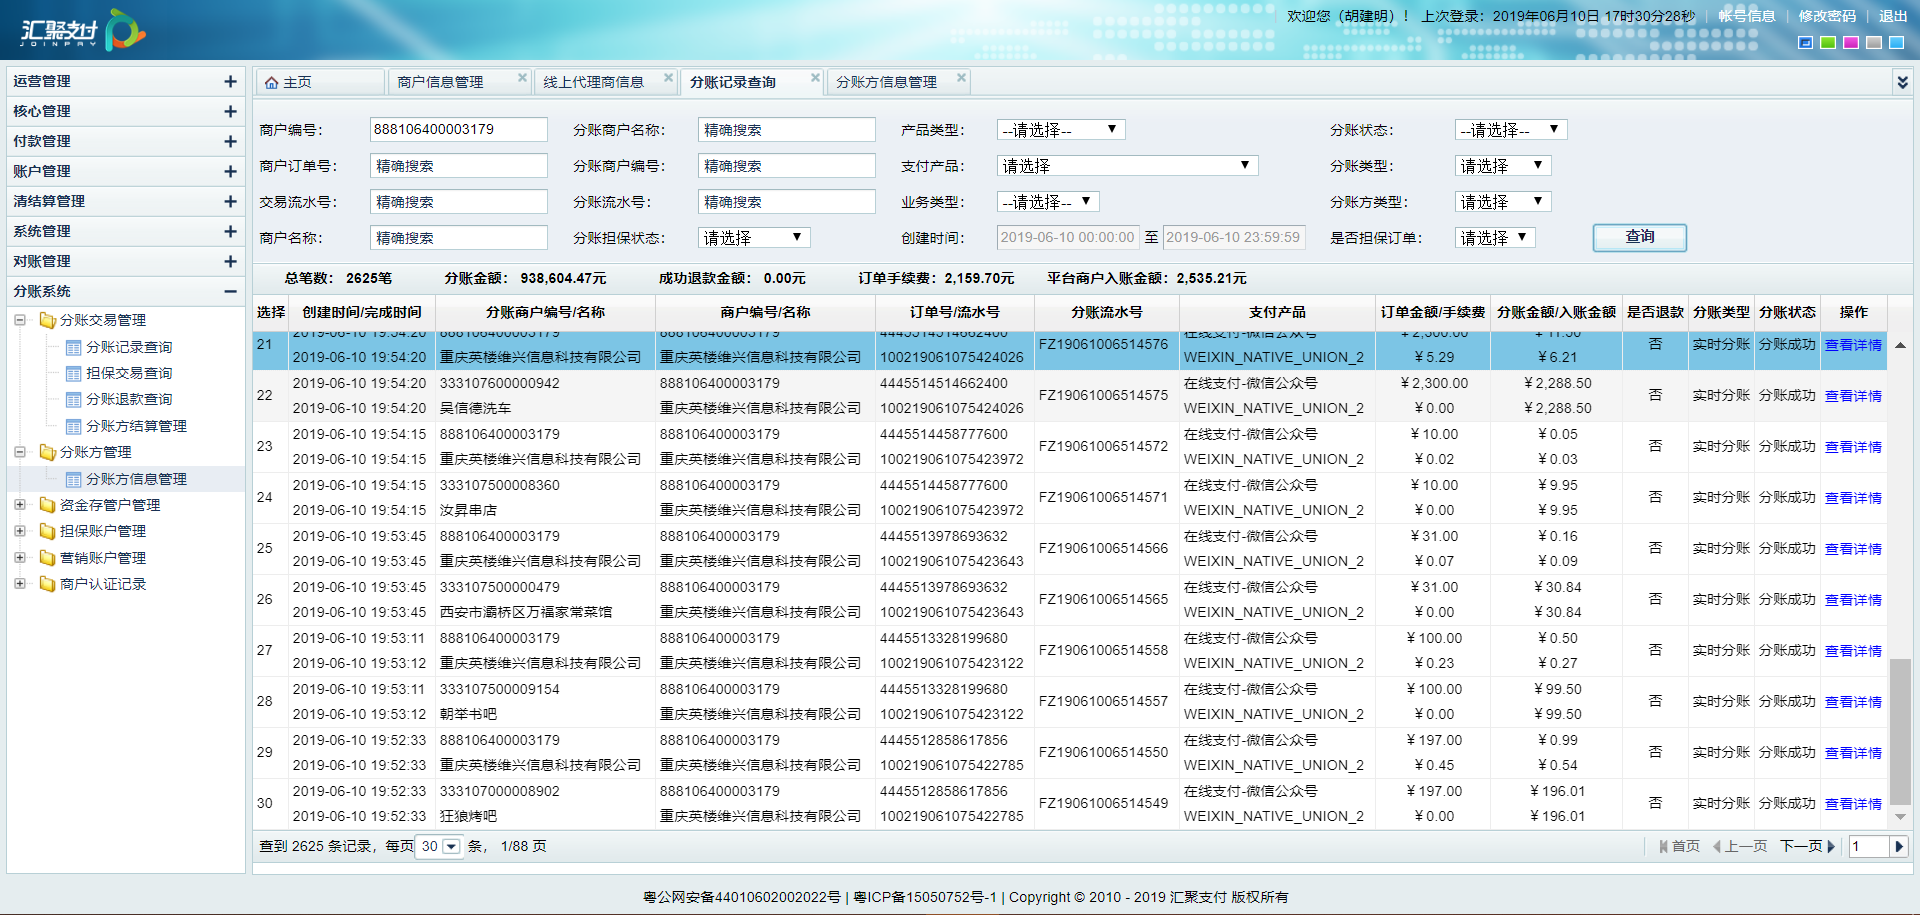 汇聚支付
JOINPAY
欢迎您（胡建明）！ 上次登录：2019年06月10日 17时30分28秒 | 帐号信息 | 修改密码 | 退出
运营管理
核心管理
付款管理
账户管理
清结算管理
系统管理
对账管理
分账系统
分账交易管理
分账记录查询
担保交易查询
分账退款查询
分账方结算管理
分账方管理
分账方信息管理
资金存管户管理
担保账户管理
营销账户管理
商户认证记录
主页 商户信息管理 线上代理商信息 分账记录查询 分账方信息管理
商户编号： 888106400003179 分账商户名称： 精确搜索 产品类型： --请选择-- 分账状态： --请选择--
商户订单号： 精确搜索 分账商户编号： 精确搜索 支付产品： 请选择 分账类型： 请选择
交易流水号： 精确搜索 分账流水号： 精确搜索 业务类型： --请选择-- 分账方类型： 请选择
商户名称： 精确搜索 分账担保状态： 请选择 创建时间： 2019-06-10 00:00:00 至 2019-06-10 23:59:59 是否担保订单： 请选择 查询
总笔数： 2625笔 分账金额： 938,604.47元 成功退款金额： 0.00元 订单手续费：2,159.70元 平台商户入账金额：2,535.21元
选择 创建时间/完成时间 分账商户编号/名称 商户编号/名称 订单号/流水号 分账流水号 支付产品 订单金额/手续费 分账金额/入账金额 是否退款 分账类型 分账状态 操作
2019-06-10 19:54:20 888106400003179 888106400003179 4445514514662400 在线支付-微信公众号 ￥2,300.00 ￥11.50
21 FZ19061006514576 否 实时分账 分账成功 查看详情
2019-06-10 19:54:20 重庆英楼维兴信息科技有限公司 重庆英楼维兴信息科技有限公司 100219061075424026 WEIXIN_NATIVE_UNION_2 ￥5.29 ￥6.21
2019-06-10 19:54:20 333107600000942 888106400003179 4445514514662400 在线支付-微信公众号 ￥2,300.00 ￥2,288.50
22 FZ19061006514575 否 实时分账 分账成功 查看详情
2019-06-10 19:54:20 吴信德洗车 重庆英楼维兴信息科技有限公司 100219061075424026 WEIXIN_NATIVE_UNION_2 ￥0.00 ￥2,288.50
2019-06-10 19:54:15 888106400003179 888106400003179 4445514458777600 在线支付-微信公众号 ￥10.00 ￥0.05
23 FZ19061006514572 否 实时分账 分账成功 查看详情
2019-06-10 19:54:15 重庆英楼维兴信息科技有限公司 重庆英楼维兴信息科技有限公司 100219061075423972 WEIXIN_NATIVE_UNION_2 ￥0.02 ￥0.03
2019-06-10 19:54:15 333107500008360 888106400003179 4445514458777600 在线支付-微信公众号 ￥10.00 ￥9.95
24 FZ19061006514571 否 实时分账 分账成功 查看详情
2019-06-10 19:54:15 汝昇串店 重庆英楼维兴信息科技有限公司 100219061075423972 WEIXIN_NATIVE_UNION_2 ￥0.00 ￥9.95
2019-06-10 19:53:45 888106400003179 888106400003179 4445513978693632 在线支付-微信公众号 ￥31.00 ￥0.16
25 FZ19061006514566 否 实时分账 分账成功 查看详情
2019-06-10 19:53:45 重庆英楼维兴信息科技有限公司 重庆英楼维兴信息科技有限公司 100219061075423643 WEIXIN_NATIVE_UNION_2 ￥0.07 ￥0.09
2019-06-10 19:53:45 333107500000479 888106400003179 4445513978693632 在线支付-微信公众号 ￥31.00 ￥30.84
26 FZ19061006514565 否 实时分账 分账成功 查看详情
2019-06-10 19:53:45 西安市灞桥区万福家常菜馆 重庆英楼维兴信息科技有限公司 100219061075423643 WEIXIN_NATIVE_UNION_2 ￥0.00 ￥30.84
2019-06-10 19:53:11 888106400003179 888106400003179 4445513328199680 在线支付-微信公众号 ￥100.00 ￥0.50
27 FZ19061006514558 否 实时分账 分账成功 查看详情
2019-06-10 19:53:12 重庆英楼维兴信息科技有限公司 重庆英楼维兴信息科技有限公司 100219061075423122 WEIXIN_NATIVE_UNION_2 ￥0.23 ￥0.27
2019-06-10 19:53:11 333107500009154 888106400003179 4445513328199680 在线支付-微信公众号 ￥100.00 ￥99.50
28 FZ19061006514557 否 实时分账 分账成功 查看详情
2019-06-10 19:53:12 朝举书吧 重庆英楼维兴信息科技有限公司 100219061075423122 WEIXIN_NATIVE_UNION_2 ￥0.00 ￥99.50
2019-06-10 19:52:33 888106400003179 888106400003179 4445512858617856 在线支付-微信公众号 ￥197.00 ￥0.99
29 FZ19061006514550 否 实时分账 分账成功 查看详情
2019-06-10 19:52:33 重庆英楼维兴信息科技有限公司 重庆英楼维兴信息科技有限公司 100219061075422785 WEIXIN_NATIVE_UNION_2 ￥0.45 ￥0.54
2019-06-10 19:52:33 333107000008902 888106400003179 4445512858617856 在线支付-微信公众号 ￥197.00 ￥196.01
30 FZ19061006514549 否 实时分账 分账成功 查看详情
2019-06-10 19:52:33 狂狼烤吧 重庆英楼维兴信息科技有限公司 100219061075422785 WEIXIN_NATIVE_UNION_2 ￥0.00 ￥196.01
查到 2625 条记录，每页 30 条， 1/88 页 首页 上一页 下一页 1
粤公网安备44010602002022号 | 粤ICP备15050752号-1 | Copyright © 2010 - 2019 汇聚支付 版权所有